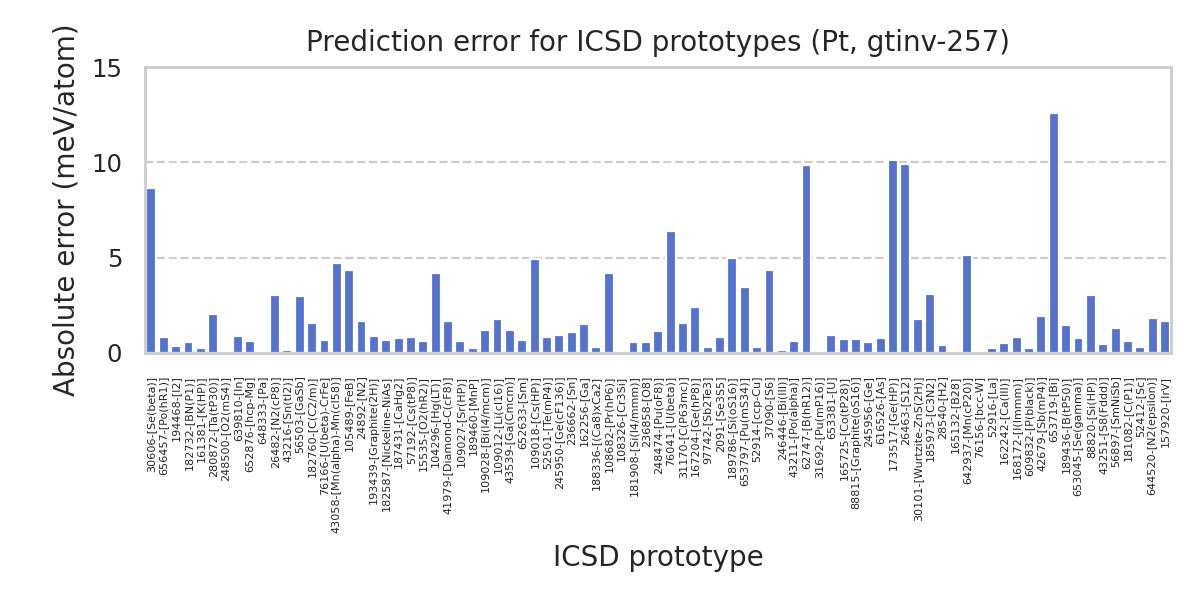 Prediction error for ICSD prototypes (Pt, gtinv-257)
Absolute error (meV/atom)
15
10
5
0
30606-[Se(beta)]
656457-[Po(hR1)]
194468-[I2]
182732-[BN(P1)]
161381-[K(HP)]
280872-[Ta(tP30)]
248500-[O2(mS4)]
639810-[In]
652876-[hcp-Mg]
648333-[Pa]
26482-[N2(cP8)]
43216-[Sn(tI2)]
56503-[GaSb]
182760-[C(C2/m)]
76166-[U(beta)-CrFe]
43058-[Mn(alpha)-Mn(cI58)]
105489-[FeB]
24892-[N2]
193439-[Graphite(2H)]
182587-[Nickeline-NiAs]
187431-[CaHg2]
57192-[Cs(tP8)]
15535-[O2(hR2)]
104296-[Hg(LT)]
41979-[Diamond-C(cF8)]
109027-[Sr(HP)]
189460-[MnP]
109028-[Bi(I4/mcm)]
109012-[Li(cI16)]
43539-[Ga(Cmcm)]
652633-[Sm]
109018-[Cs(HP)]
52501-[Te(mP4)]
245950-[Ge(cF136)]
236662-[Sn]
162256-[Ga]
188336-[(Ca8)xCa2]
108682-[Pr(hP6)]
108326-[Cr3Si]
181908-[Si(I4/mmm)]
236858-[O8]
248474-[Pu(oF8)]
76041-[U(beta)]
31170-[C(P63mc)]
167204-[Ge(hP8)]
97742-[Sb2Te3]
2091-[Se3S5]
189786-[Si(oS16)]
653797-[Pu(mS34)]
52914-[ccp-Cu]
37090-[S6]
246446-[Bi(III)]
43211-[Po(alpha)]
62747-[B(hR12)]
31692-[Pu(mP16)]
653381-[U]
165725-[Co(tP28)]
88815-[Graphite(oS16)]
245956-[Ge]
616526-[As]
173517-[Ge(HP)]
26463-[S12]
30101-[Wurtzite-ZnS(2H)]
185973-[C3N2]
28540-[H2]
165132-[B28]
642937-[Mn(cP20)]
76156-[bcc-W]
52916-[La]
162242-[Ca(III)]
168172-[I(Immm)]
609832-[P(black)]
42679-[Sb(mP4)]
653719-[Bi]
189436-[B(tP50)]
653045-[Se(gamma)]
88820-[Si(HP)]
43251-[S8(Fddd)]
56897-[SmNiSb]
181082-[C(P1)]
52412-[Sc]
644520-[N2(epsilon)]
157920-[IrV]
ICSD prototype